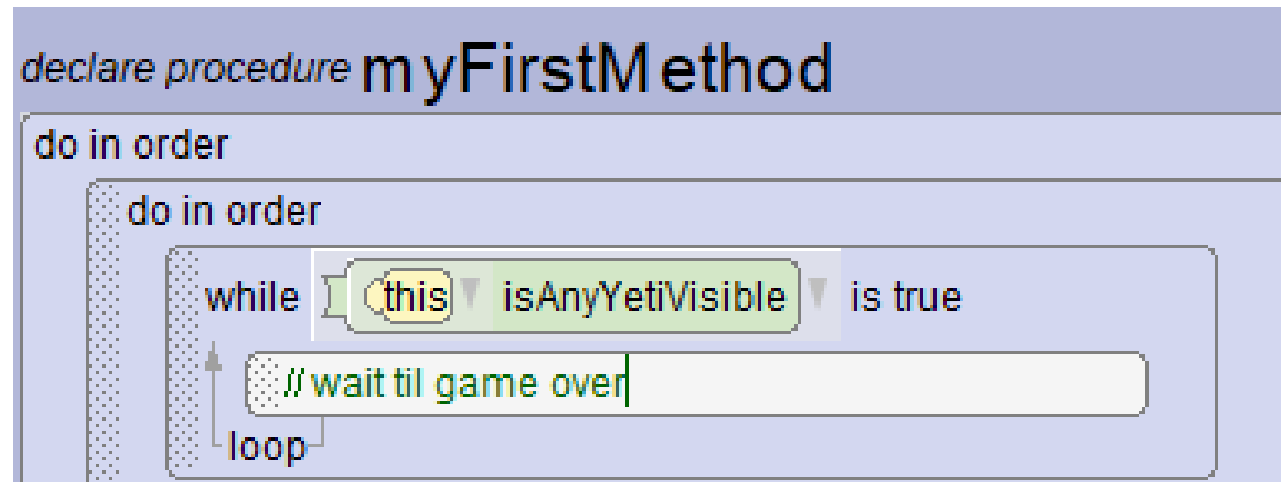 declare procedure myFirstMethod
do in order
do in order
while this isAnyYetiVisible is true
// wait til game over
loop